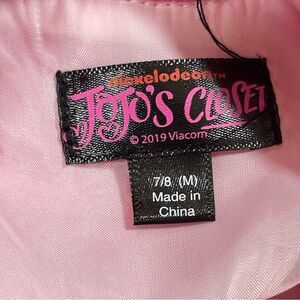 nickelodeon™
JOJO'S CLOSET
© 2019 Viacom
7/8 (M)
Made in
China